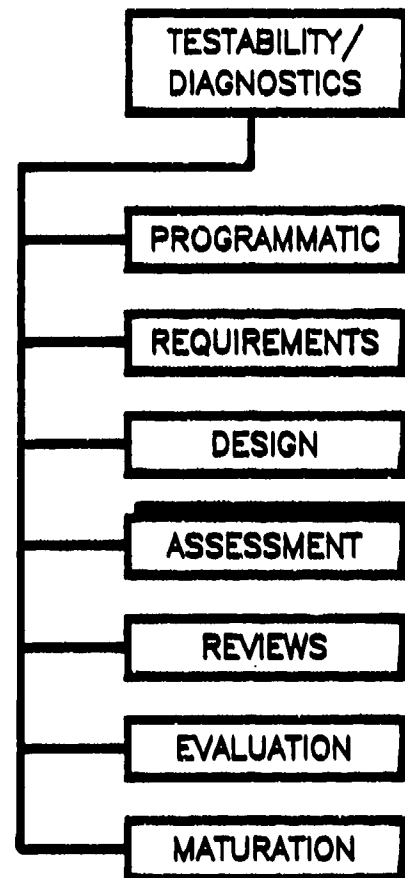 TESTABILITY/
DIAGNOSTICS
PROGRAMMATIC
REQUIREMENTS
DESIGN
ASSESSMENT
REVIEWS
EVALUATION
MATURATION